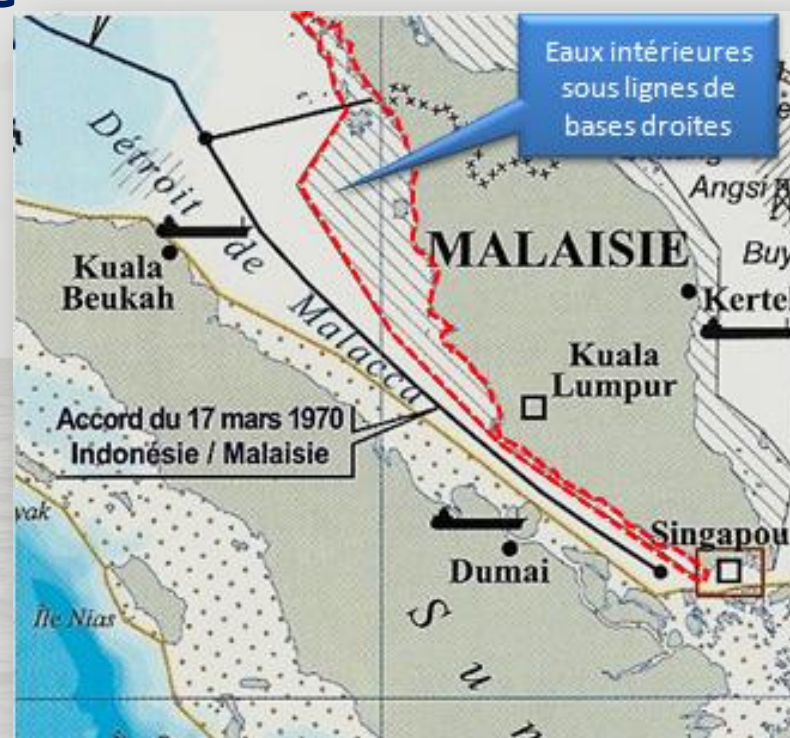 Eaux intérieures
sous lignes de
bases droites
Détroit de Malacca
Angsi
MALAISIE
Buy
Kuala
Beukah
Kertel
Kuala
Lumpur
Accord du 17 mars 1970
Indonésie / Malaisie
yak
Singapou
Dumai
Île Nias
S u